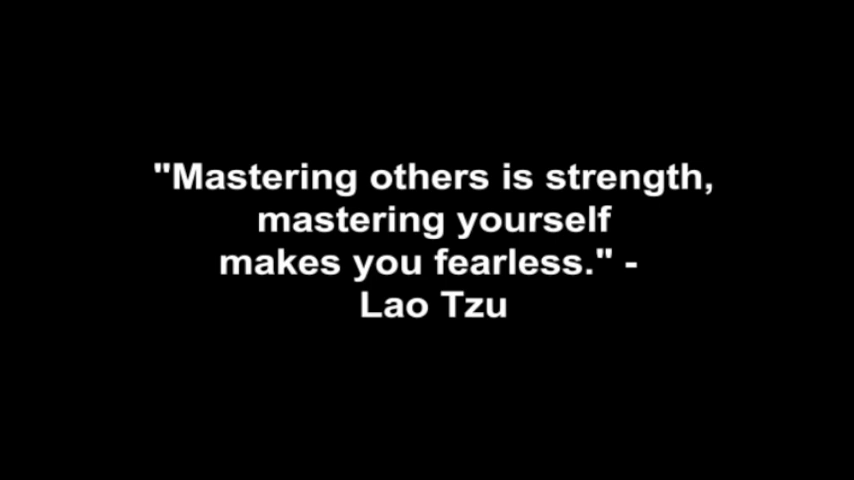 "Mastering others is strength,
mastering yourself
makes you fearless." -
Lao Tzu